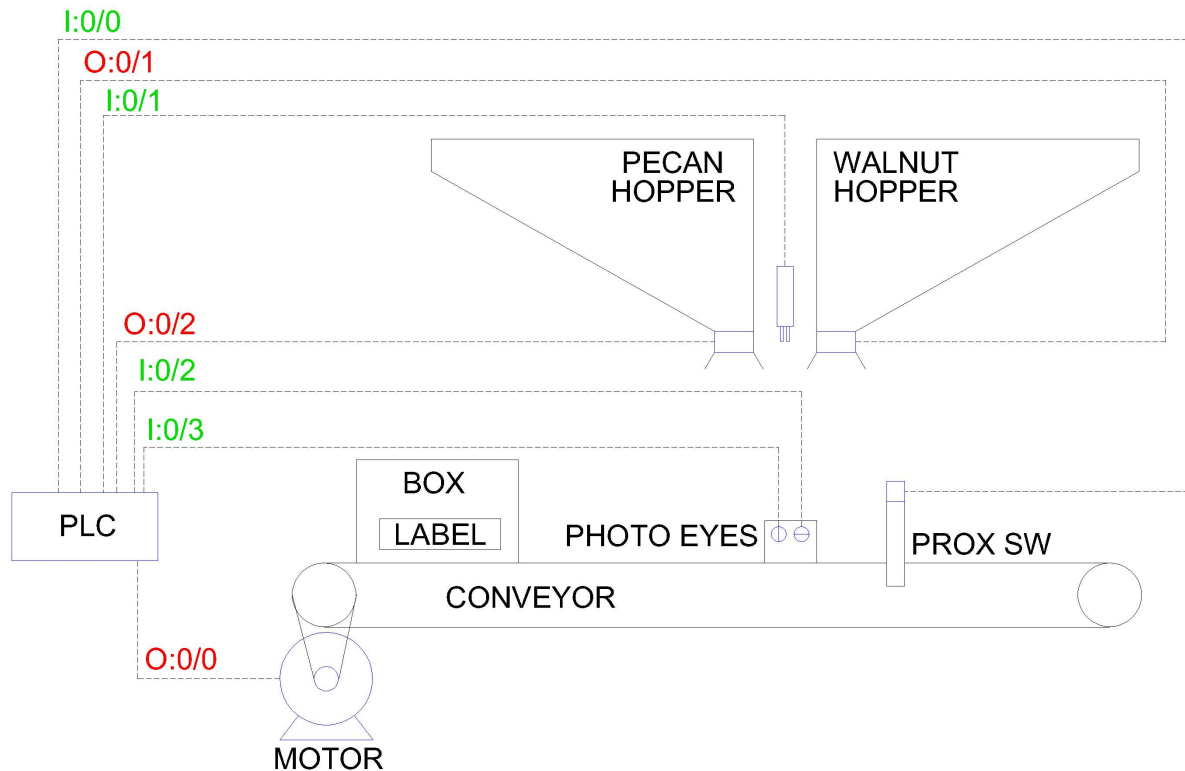 I:0/0
O:0/1
I:0/1
PECAN
HOPPER
WALNUT
HOPPER
O:0/2
I:0/2
I:0/3
BOX
LABEL
PLC
PHOTO EYES
PROX SW
CONVEYOR
O:0/0
MOTOR